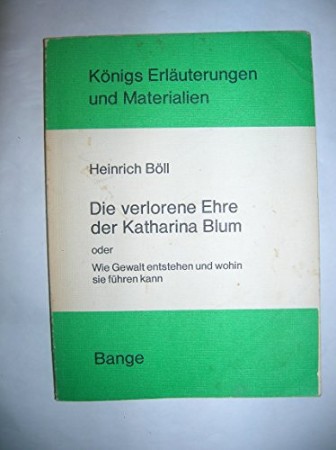 Königs Erläuterungen
und Materialien
Heinrich Böll
Die verlorene Ehre
der Katharina Blum
oder
Wie Gewalt entstehen und wohin
sie führen kann
Bange